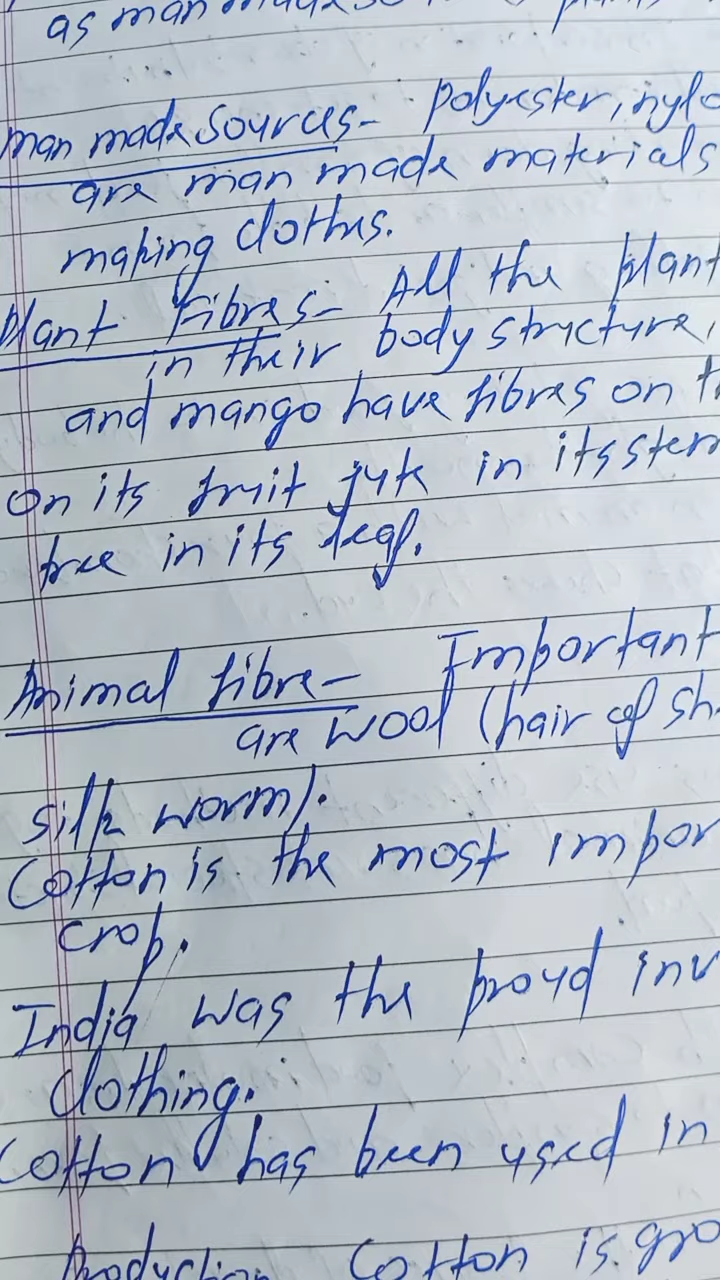 as man made
man made sources- Polyester, nylo
are man made materials
making clothes.
Plant Fibres- All the plant
in their body structure,
and mango have fibres on t
on its fruit jute in its stem
tree in its leaf.
Animal fibre- Important
are wool (hair of sh
silk worm).
Cotton is the most impor
crop.
India was the proud inv
clothing.
Cotton has been used in
Production Cotton is gro